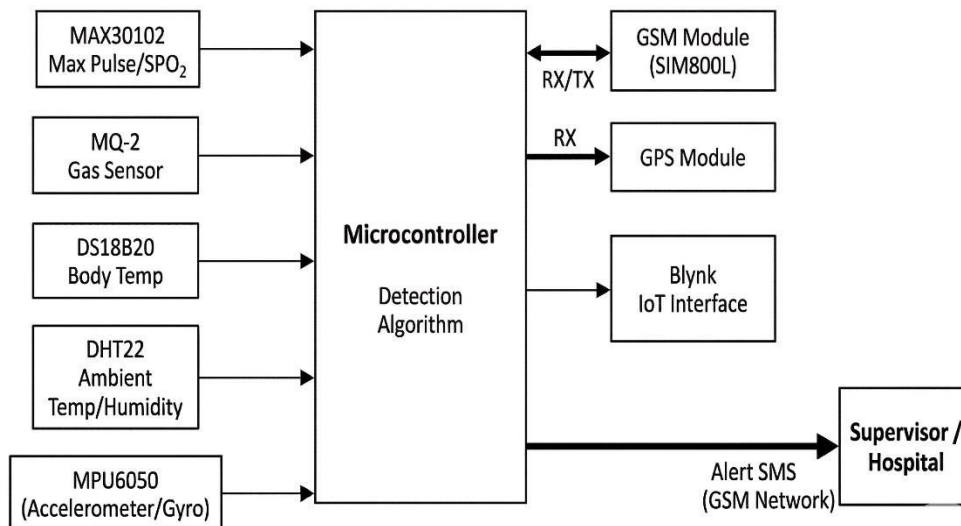 MAX30102
Max Pulse/SPO₂
MQ-2
Gas Sensor
DS18B20
Body Temp
DHT22
Ambient
Temp/Humidity
MPU6050
(Accelerometer/Gyro)
Microcontroller
Detection
Algorithm
GSM Module
(SIM800L)
RX/TX
RX
GPS Module
Blynk
IoT Interface
Supervisor /
Hospital
Alert SMS
(GSM Network)